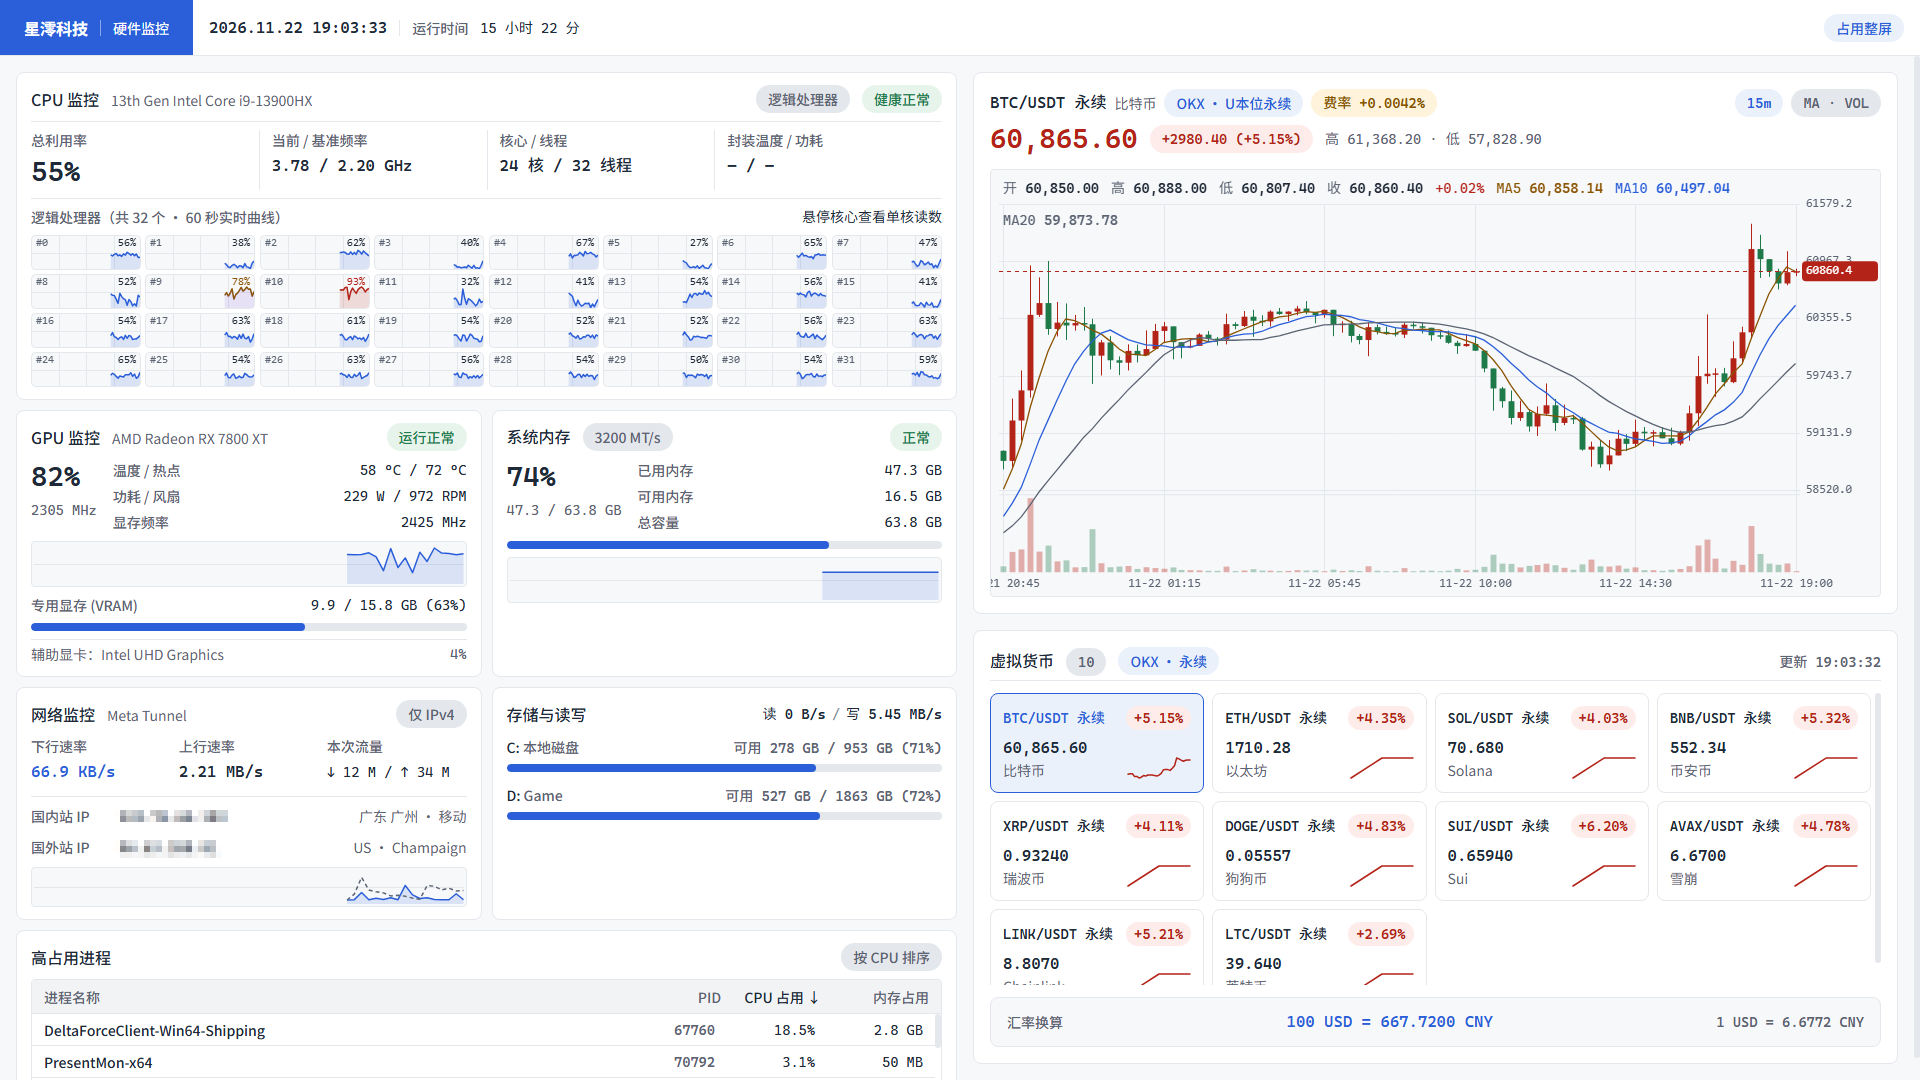 星澪科技 硬件监控 2026.11.22 19:03:33 运行时间 15 小时 22 分 占用整屏
CPU 监控 13th Gen Intel Core i9-13900HX 逻辑处理器 健康正常
总利用率 当前 / 基准频率 核心 / 线程 封装温度 / 功耗
55% 3.78 / 2.20 GHz 24 核 / 32 线程 — / —
逻辑处理器（共 32 个 • 60 秒实时曲线） 悬停核心查看单核读数
#0 56% #1 38% #2 62% #3 40% #4 67% #5 27% #6 65% #7 47%
#8 52% #9 78% #10 93% #11 32% #12 41% #13 54% #14 56% #15 41%
#16 54% #17 63% #18 61% #19 54% #20 52% #21 52% #22 56% #23 63%
#24 65% #25 54% #26 63% #27 56% #28 54% #29 50% #30 54% #31 59%
GPU 监控 AMD Radeon RX 7800 XT 运行正常
82%
2305 MHz
温度 / 热点 58 °C / 72 °C
功耗 / 风扇 229 W / 972 RPM
显存频率 2425 MHz
专用显存 (VRAM) 9.9 / 15.8 GB (63%)
辅助显卡： Intel UHD Graphics 4%
系统内存 3200 MT/s 正常
74%
47.3 / 63.8 GB
已用内存 47.3 GB
可用内存 16.5 GB
总容量 63.8 GB
网络监控 Meta Tunnel 仅 IPv4
下行速率 上行速率 本次流量
66.9 KB/s 2.21 MB/s ↓ 12 M / ↑ 34 M
国内站 IP 广东 广州 • 移动
国外站 IP US • Champaign
存储与读写 读 0 B/s / 写 5.45 MB/s
C: 本地磁盘 可用 278 GB / 953 GB (71%)
D: Game 可用 527 GB / 1863 GB (72%)
高占用进程 按 CPU 排序
进程名称 PID CPU 占用 ↓ 内存占用
DeltaForceClient-Win64-Shipping 67760 18.5% 2.8 GB
PresentMon-x64 70792 3.1% 50 MB
BTC/USDT 永续 比特币 OKX • U本位永续 费率 +0.0042% 15m MA · VOL
60,865.60 +2980.40 (+5.15%) 高 61,368.20 · 低 57,828.90
开 60,850.00 高 60,888.00 低 60,807.40 收 60,860.40 +0.02% MA5 60,858.14 MA10 60,497.04
MA20 59,873.78
61579.2
60967.3
60860.4
60355.5
59743.7
59131.9
58520.0
21 20:45 11-22 01:15 11-22 05:45 11-22 10:00 11-22 14:30 11-22 19:00
虚拟货币 10 OKX • 永续 更新 19:03:32
BTC/USDT 永续 +5.15%
60,865.60
比特币
ETH/USDT 永续 +4.35%
1710.28
以太坊
SOL/USDT 永续 +4.03%
70.680
Solana
BNB/USDT 永续 +5.32%
552.34
币安币
XRP/USDT 永续 +4.11%
0.93240
瑞波币
DOGE/USDT 永续 +4.83%
0.05557
狗狗币
SUI/USDT 永续 +6.20%
0.65940
Sui
AVAX/USDT 永续 +4.78%
6.6700
雪崩
LINK/USDT 永续 +5.21%
8.8070
Chainlink
LTC/USDT 永续 +2.69%
39.640
莱特币
汇率换算 100 USD = 667.7200 CNY 1 USD = 6.6772 CNY